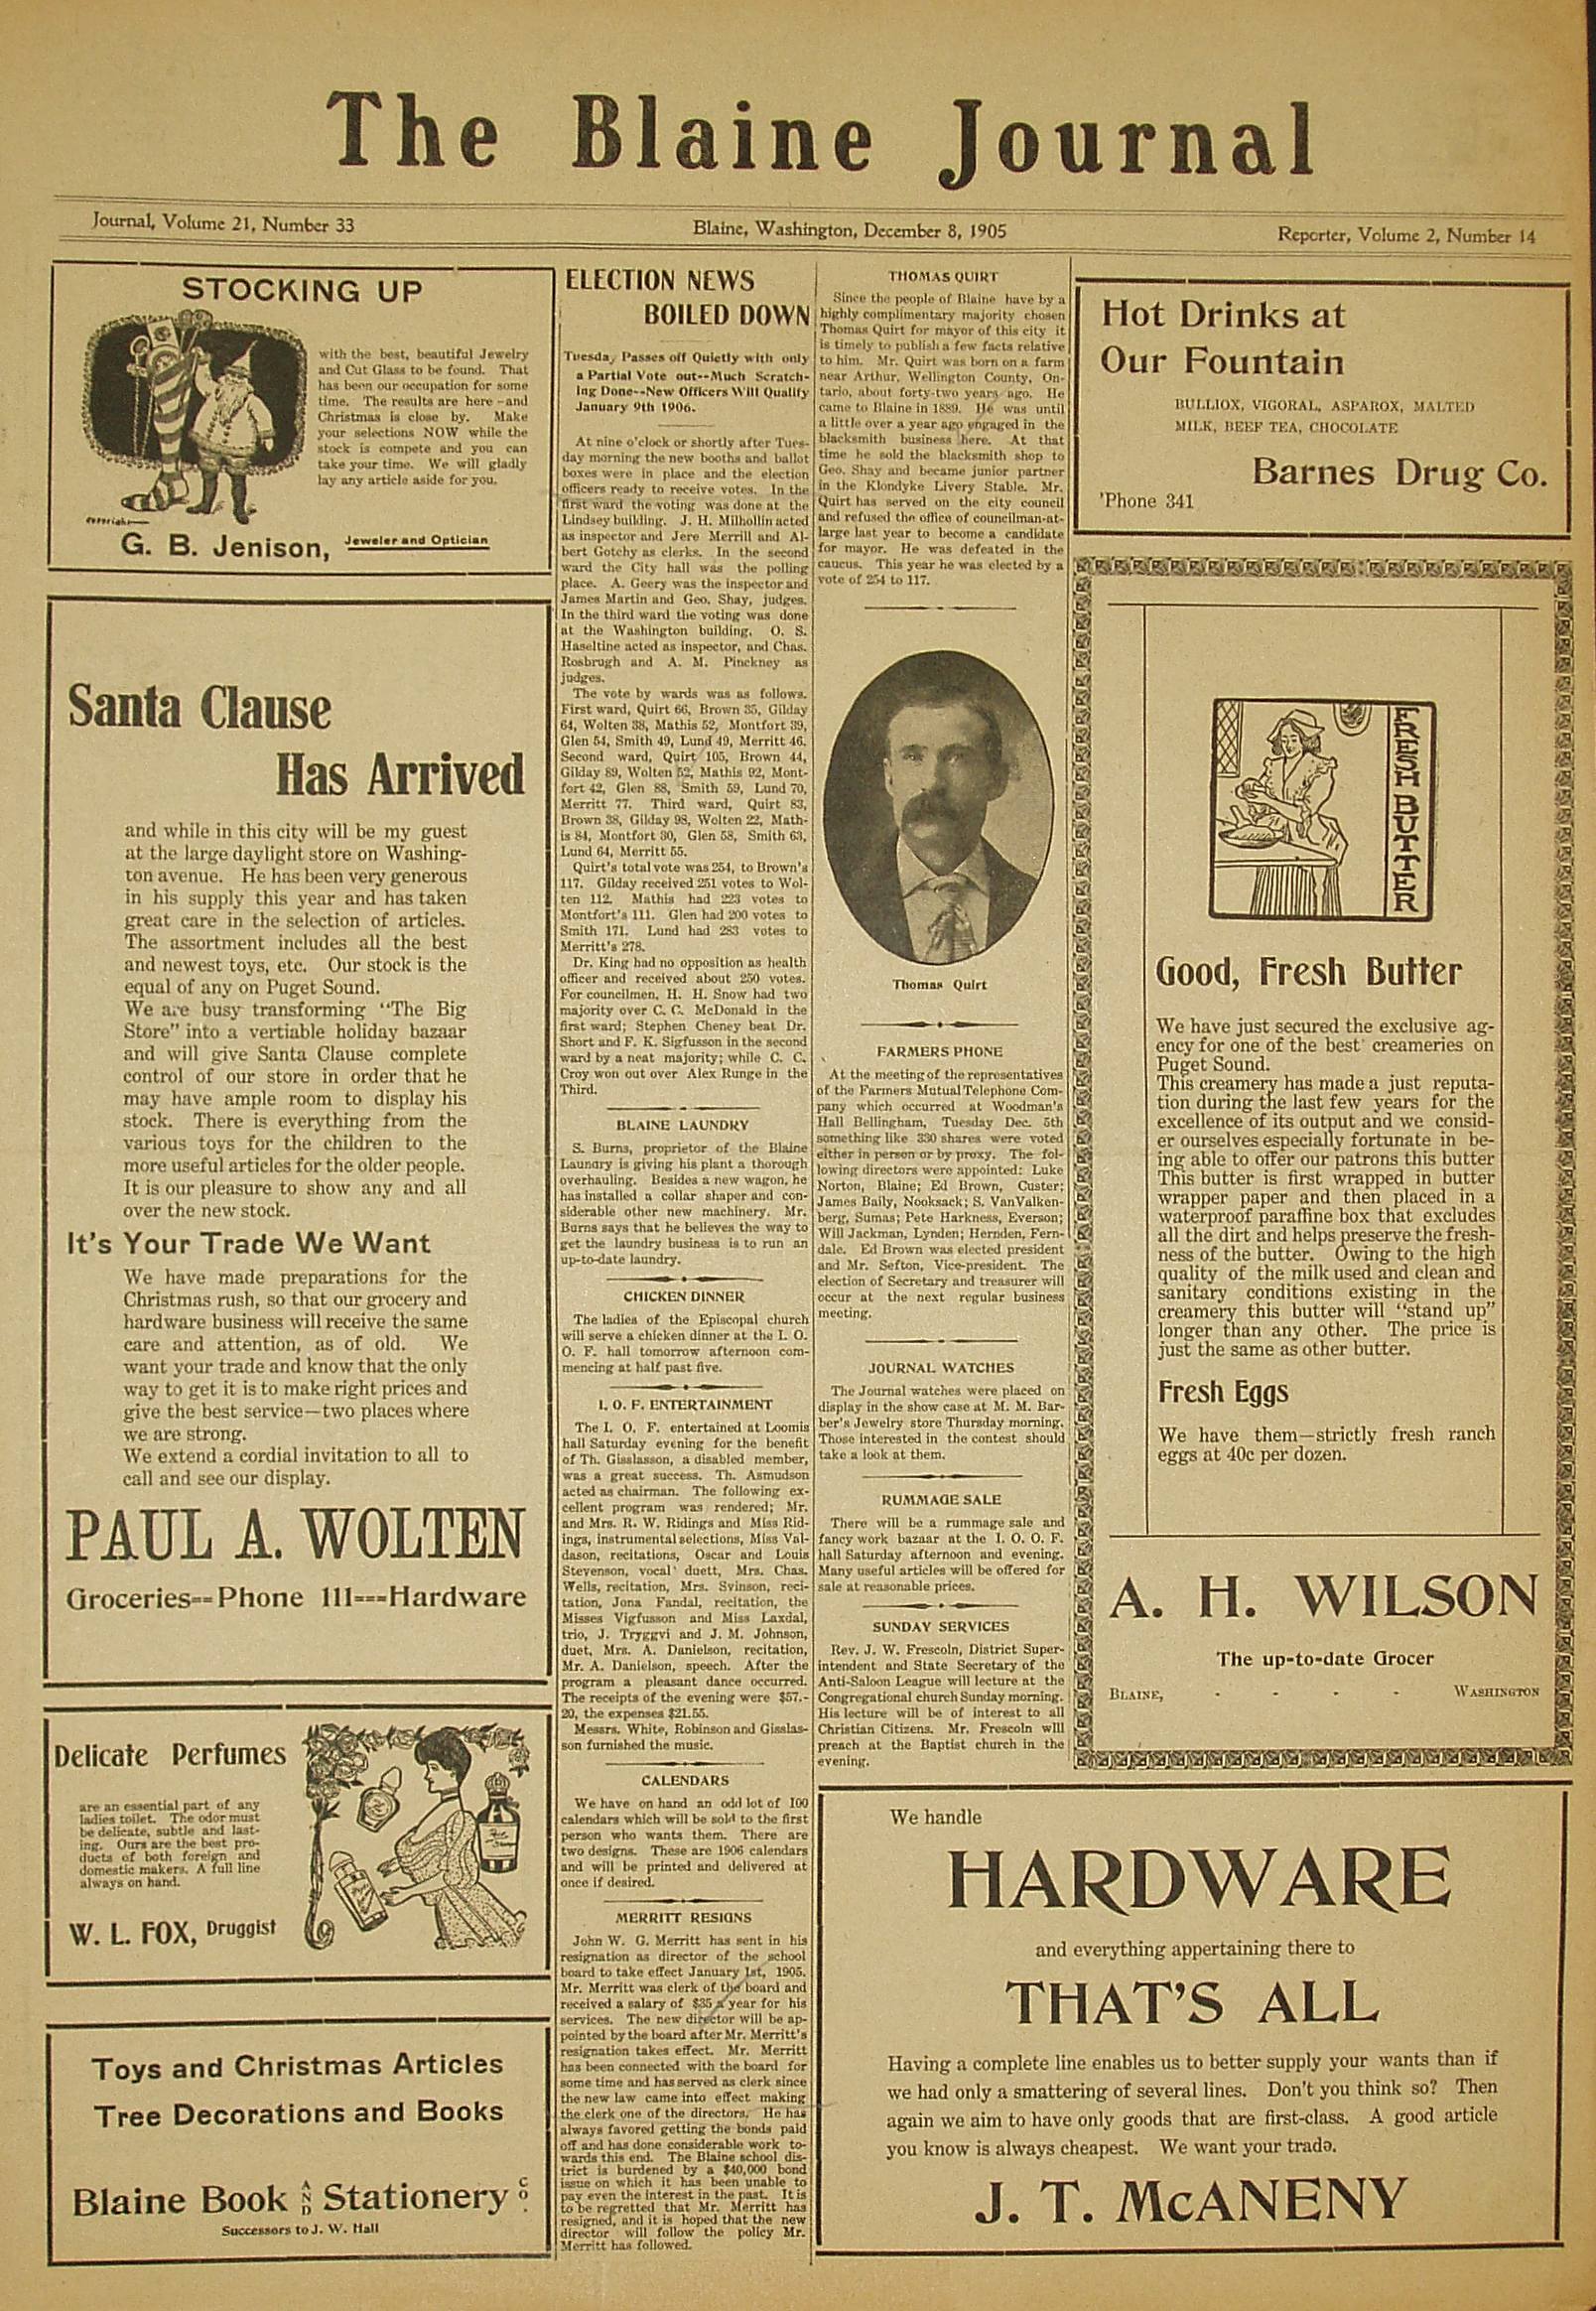 The Blaine Journal
Journal, Volume 21, Number 33
Blaine, Washington, December 8, 1905
Reporter, Volume 2, Number 14
STOCKING UP
with the best, beautiful Jewelry
and Cut Glass to be found. That
has been our occupation for some
time. The results are here -and
Christmas is close by. Make
your selections NOW while the
stock is compete and you can
take your time. We will gladly
lay any article aside for you.
G. B. Jenison, Jeweler and Optician
Santa Clause
Has Arrived
and while in this city will be my guest
at the large daylight store on Washing-
ton avenue. He has been very generous
in his supply this year and has taken
great care in the selection of articles.
The assortment includes all the best
and newest toys, etc. Our stock is the
equal of any on Puget Sound.
We are busy transforming "The Big
Store" into a vertiable holiday bazaar
and will give Santa Clause complete
control of our store in order that he
may have ample room to display his
stock. There is everything from the
various toys for the children to the
more useful articles for the older people.
It is our pleasure to show any and all
over the new stock.
It's Your Trade We Want
We have made preparations for the
Christmas rush, so that our grocery and
hardware business will receive the same
care and attention, as of old. We
want your trade and know that the only
way to get it is to make right prices and
give the best service—two places where
we are strong.
We extend a cordial invitation to all to
call and see our display.
PAUL A. WOLTEN
Groceries--Phone 111---Hardware
Delicate Perfumes
are an essential part of any
ladies toilet. The odor must
be delicate, subtle and last-
ing. Ours are the best pro-
ducts of both foreign and
domestic makers. A full line
always on hand.
W. L. FOX, Druggist
Toys and Christmas Articles
Tree Decorations and Books
Blaine Book AND Stationery Co.
Successors to J. W. Hall
ELECTION NEWS
BOILED DOWN
Tuesday Passes off Quietly with only
a Partial Vote out--Much Scratch-
ing Done--New Officers Will Qualify
January 9th 1906.
At nine o'clock or shortly after Tues-
day morning the new booths and ballot
boxes were in place and the election
officers ready to receive votes. In the
first ward the voting was done at the
Lindsey building. J. H. Milhollin acted
as inspector and Jere Merrill and Al-
bert Gotchy as clerks. In the second
ward the City hall was the polling
place. A. Geery was the inspector and
James Martin and Geo. Shay, judges.
In the third ward the voting was done
at the Washington building. O. S.
Haseltine acted as inspector, and Chas.
Rosbrugh and A. M. Pinckney as
judges.
The vote by wards was as follows.
First ward, Quirt 66, Brown 35, Gilday
64, Wolten 38, Mathis 52, Montfort 39,
Glen 54, Smith 49, Lund 49, Merritt 46.
Second ward, Quirt 105, Brown 44,
Gilday 89, Wolten 52, Mathis 92, Mont-
fort 42, Glen 88, Smith 59, Lund 70,
Merritt 77. Third ward, Quirt 83,
Brown 38, Gilday 98, Wolten 22, Math-
is 84, Montfort 30, Glen 58, Smith 63,
Lund 64, Merritt 55.
Quirt's total vote was 254, to Brown's
117. Gilday received 251 votes to Wol-
ten 112. Mathis had 223 votes to
Montfort's 111. Glen had 200 votes to
Smith 171. Lund had 283 votes to
Merritt's 278.
Dr. King had no opposition as health
officer and received about 250 votes.
For councilmen, H. H. Snow had two
majority over C. C. McDonald in the
first ward; Stephen Cheney beat Dr.
Short and F. K. Sigfusson in the second
ward by a neat majority; while C. C.
Croy won out over Alex Runge in the
Third.
BLAINE LAUNDRY
S. Burns, proprietor of the Blaine
Laundry is giving his plant a thorough
overhauling. Besides a new wagon, he
has installed a collar shaper and con-
siderable other new machinery. Mr.
Burns says that he believes the way to
get the laundry business is to run an
up-to-date laundry.
CHICKEN DINNER
The ladies of the Episcopal church
will serve a chicken dinner at the I. O.
O. F. hall tomorrow afternoon com-
mencing at half past five.
I. O. F. ENTERTAINMENT
The I. O. F. entertained at Loomis
hall Saturday evening for the benefit
of Th. Gisslasson, a disabled member,
was a great success. Th. Asmudson
acted as chairman. The following ex-
cellent program was rendered; Mr.
and Mrs. R. W. Ridings and Miss Rid-
ings, instrumental selections, Miss Val-
dason, recitations, Oscar and Louis
Stevenson, vocal duett, Mrs. Chas.
Wells, recitation, Mrs. Svinson, reci-
tation, Jona Fandal, recitation, the
Misses Vigfusson and Miss Laxdal,
trio, J. Tryggvi and J. M. Johnson,
duet, Mrs. A. Danielson, recitation,
Mr. A. Danielson, speech. After the
program a pleasant dance occurred.
The receipts of the evening were $57.-
20, the expenses $21.55.
Messrs. White, Robinson and Gisslas-
son furnished the music.
CALENDARS
We have on hand an odd lot of 100
calendars which will be sold to the first
person who wants them. There are
two designs. These are 1906 calendars
and will be printed and delivered at
once if desired.
MERRITT RESIGNS
John W. G. Merritt has sent in his
resignation as director of the school
board to take effect January 1st, 1905.
Mr. Merritt was clerk of the board and
received a salary of $35 a year for his
services. The new director will be ap-
pointed by the board after Mr. Merritt's
resignation takes effect. Mr. Merritt
has been connected with the board for
some time and has served as clerk since
the new law came into effect making
the clerk one of the directors. He has
always favored getting the bonds paid
off and has done considerable work to-
wards this end. The Blaine school dis-
trict is burdened by a $40,000 bond
issue on which it has been unable to
pay even the interest in the past. It is
to be regretted that Mr. Merritt has
resigned, and it is hoped that the new
director will follow the policy Mr.
Merritt has followed.
THOMAS QUIRT
Since the people of Blaine have by a
highly complimentary majority chosen
Thomas Quirt for mayor of this city it
is timely to publish a few facts relative
to him. Mr. Quirt was born on a farm
near Arthur, Wellington County, On-
tario, about forty-two years ago. He
came to Blaine in 1889. He was until
a little over a year ago engaged in the
blacksmith business here. At that
time he sold the blacksmith shop to
Geo. Shay and became junior partner
in the Klondyke Livery Stable. Mr.
Quirt has served on the city council
and refused the office of councilman-at-
large last year to become a candidate
for mayor. He was defeated in the
caucus. This year he was elected by a
vote of 254 to 117.
Thomas Quirt
FARMERS PHONE
At the meeting of the representatives
of the Farmers Mutual Telephone Com-
pany which occurred at Woodman's
Hall Bellingham, Tuesday Dec. 5th
something like 330 shares were voted
either in person or by proxy. The fol-
lowing directors were appointed: Luke
Norton, Blaine; Ed Brown, Custer;
James Baily, Nooksack; S. VanValken-
berg, Sumas; Pete Harkness, Everson;
Will Jackman, Lynden; Hernden, Fern-
dale. Ed Brown was elected president
and Mr. Sefton, Vice-president. The
election of Secretary and treasurer will
occur at the next regular business
meeting.
JOURNAL WATCHES
The Journal watches were placed on
display in the show case at M. M. Bar-
ber's Jewelry store Thursday morning.
Those interested in the contest should
take a look at them.
RUMMAGE SALE
There will be a rummage sale and
fancy work bazaar at the I. O. O. F.
hall Saturday afternoon and evening.
Many useful articles will be offered for
sale at reasonable prices.
SUNDAY SERVICES
Rev. J. W. Frescoln, District Super-
intendent and State Secretary of the
Anti-Saloon League will lecture at the
Congregational church Sunday morning.
His lecture will be of interest to all
Christian Citizens. Mr. Frescoln will
preach at the Baptist church in the
evening.
Hot Drinks at
Our Fountain
BULLIOX, VIGORAL, ASPAROX, MALTED
MILK, BEEF TEA, CHOCOLATE
Barnes Drug Co.
'Phone 341
FRESH BUTTER
Good, Fresh Butter
We have just secured the exclusive ag-
ency for one of the best creameries on
Puget Sound.
This creamery has made a just reputa-
tion during the last few years for the
excellence of its output and we consid-
er ourselves especially fortunate in be-
ing able to offer our patrons this butter
This butter is first wrapped in butter
wrapper paper and then placed in a
waterproof paraffine box that excludes
all the dirt and helps preserve the fresh-
ness of the butter. Owing to the high
quality of the milk used and clean and
sanitary conditions existing in the
creamery this butter will "stand up"
longer than any other. The price is
just the same as other butter.
Fresh Eggs
We have them—strictly fresh ranch
eggs at 40c per dozen.
A. H. WILSON
The up-to-date Grocer
BLAINE, - - - - WASHINGTON
We handle
HARDWARE
and everything appertaining there to
THAT'S ALL
Having a complete line enables us to better supply your wants than if
we had only a smattering of several lines. Don't you think so? Then
again we aim to have only goods that are first-class. A good article
you know is always cheapest. We want your trade.
J. T. McANENY